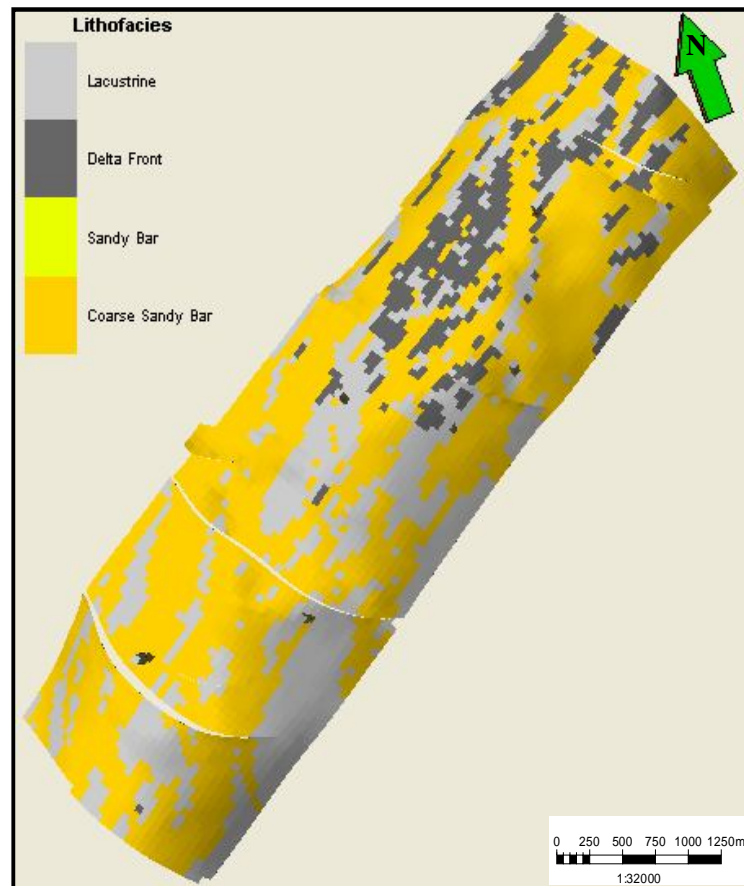 Lithofacies
N
Lacustrine
Delta Front
Sandy Bar
Coarse Sandy Bar
0 250 500 750 1000 1250m
1:32000